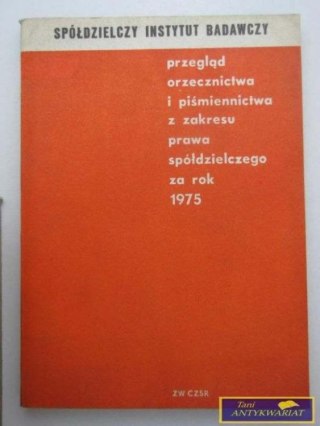 SPÓŁDZIELCZY INSTYTUT BADAWCZY
przegląd
orzecznictwa
i piśmiennictwa
z zakresu
prawa
spółdzielczego
za rok
1975
ZW CZSR
Tani
ANTYKWARIAT